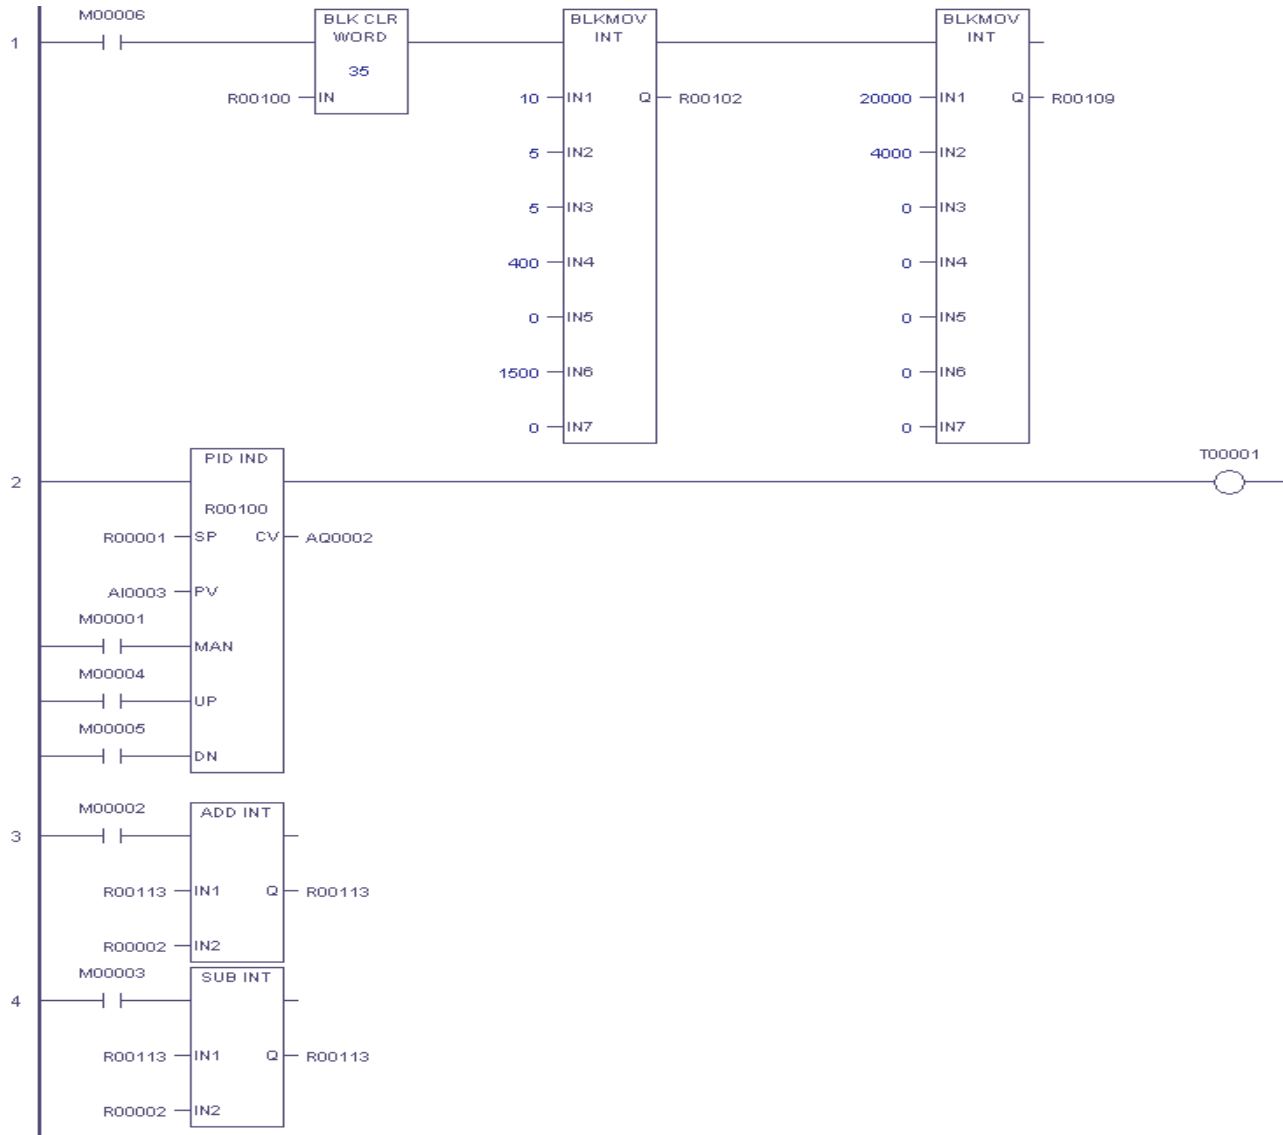 M00006
1
BLK CLR
WORD
35
R00100 IN
BLKMOV
INT
10 IN1 Q R00102
5 IN2
5 IN3
400 IN4
0 IN5
1500 IN6
0 IN7
BLKMOV
INT
20000 IN1 Q R00109
4000 IN2
0 IN3
0 IN4
0 IN5
0 IN6
0 IN7
2
PID IND
T00001
R00100
R00001 SP CV AQ0002
AI0003 PV
M00001
MAN
M00004
UP
M00005
DN
M00002
3
ADD INT
R00113 IN1 Q R00113
R00002 IN2
M00003
4
SUB INT
R00113 IN1 Q R00113
R00002 IN2